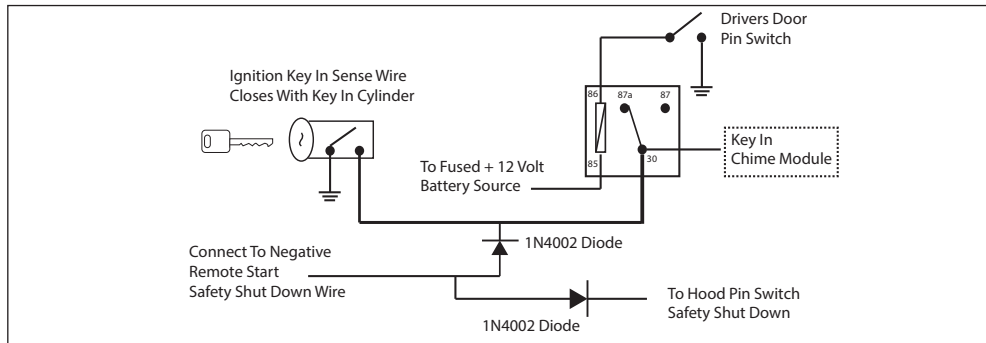 Drivers Door
Pin Switch
Ignition Key In Sense Wire
Closes With Key In Cylinder
86
87a
87
Key In
Chime Module
To Fused + 12 Volt
Battery Source
85
30
1N4002 Diode
Connect To Negative
Remote Start
Safety Shut Down Wire
To Hood Pin Switch
Safety Shut Down
1N4002 Diode